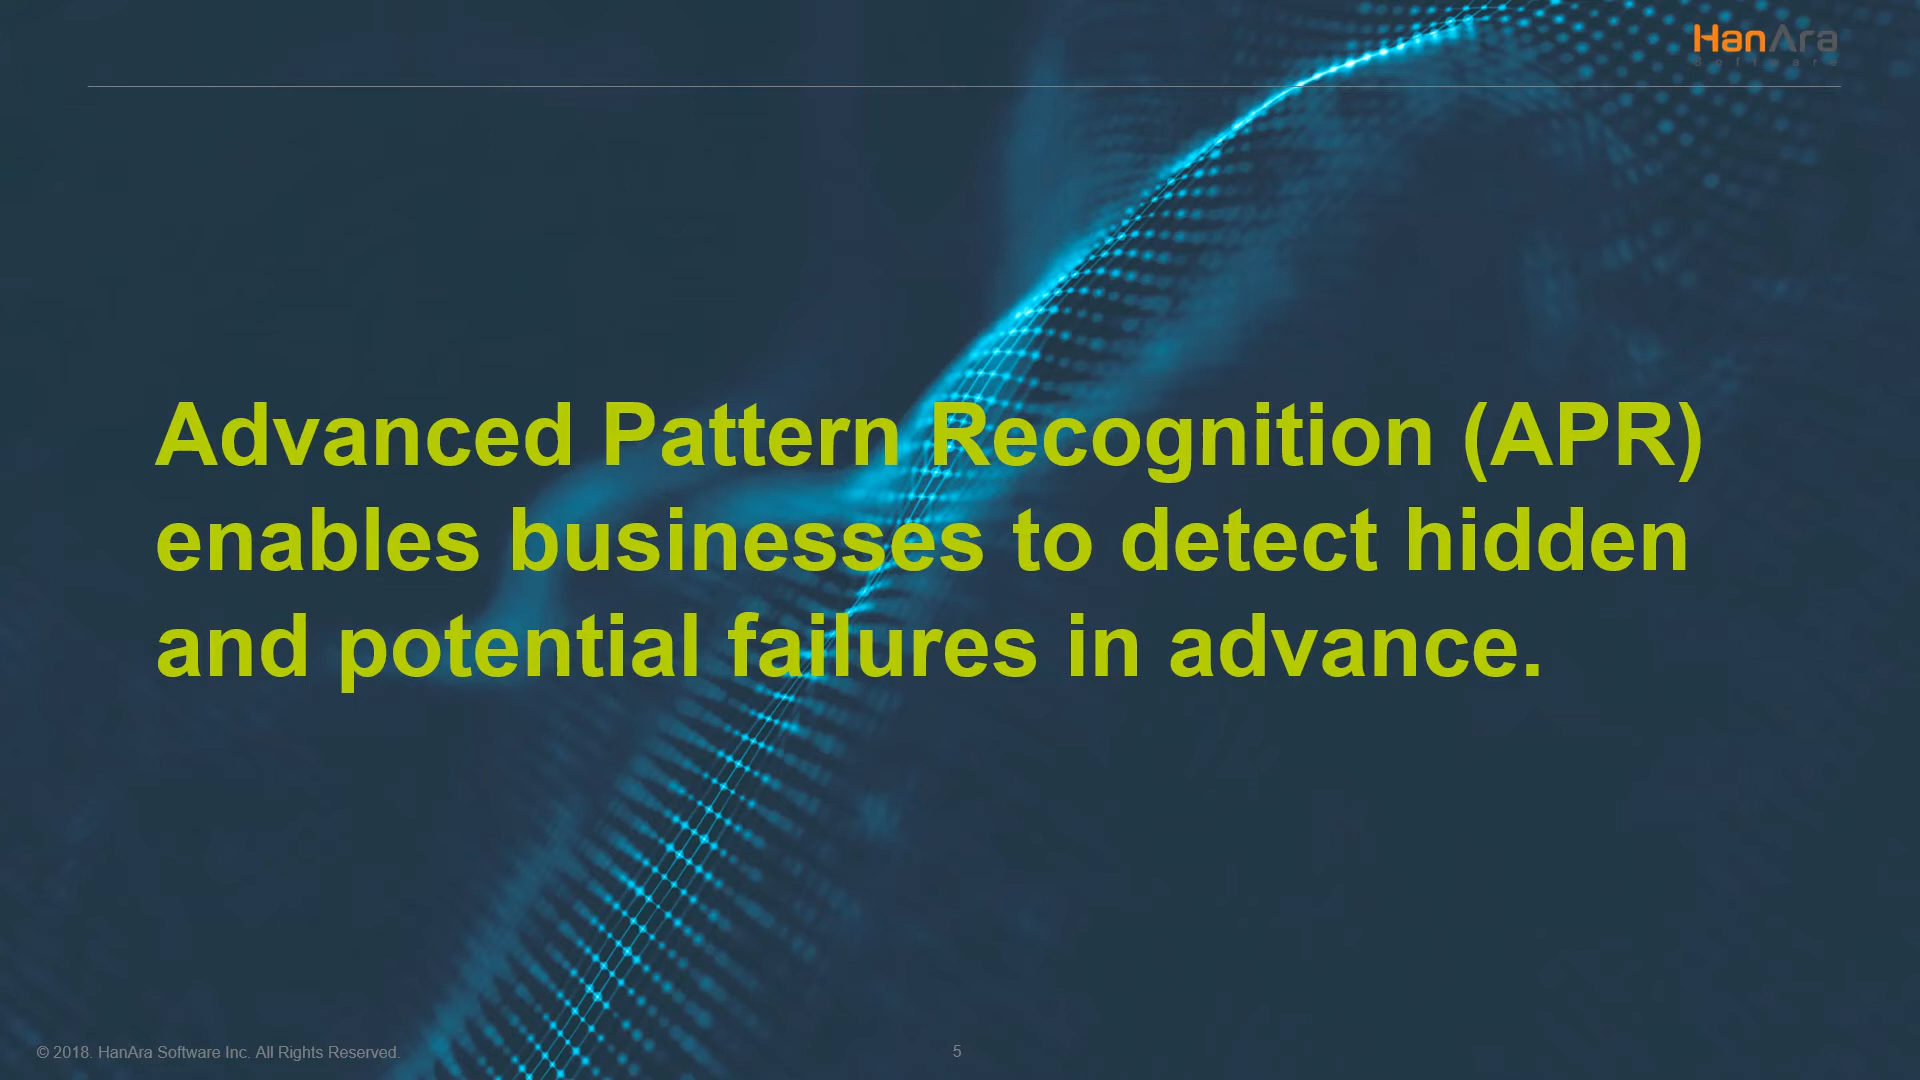 HanAra
Software
Advanced Pattern Recognition (APR)
enables businesses to detect hidden
and potential failures in advance.
© 2018. HanAra Software Inc. All Rights Reserved.
5